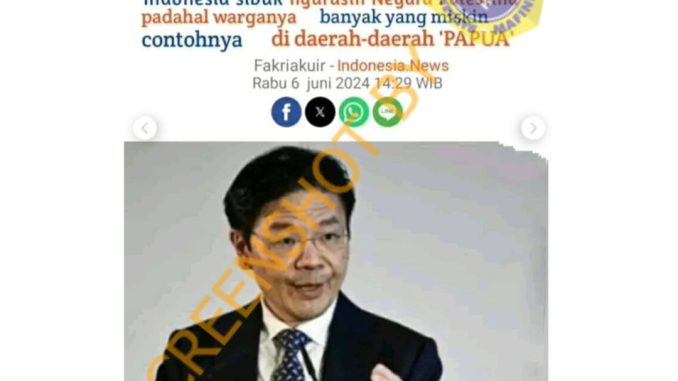 Indonesia sibuk ngurusin Negara Palestina
padahal warganya banyak yang miskin
contohnya di daerah-daerah 'PAPUA'
Fakriakuir - Indonesia.News
Rabu 6 juni 2024 14:29 WIB
MAFIN
SCREENSHOT BY